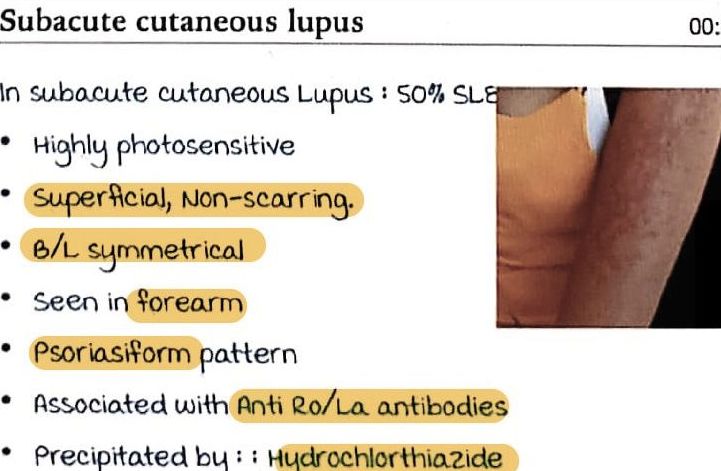 Subacute cutaneous lupus
00:
In subacute cutaneous Lupus : 50% SLE
• Highly photosensitive
• Superficial, Non-scarring.
• B/L symmetrical
• Seen in forearm
• Psoriasiform pattern
• Associated with Anti Ro/La antibodies
• Precipitated by : : Hydrochlorthiazide